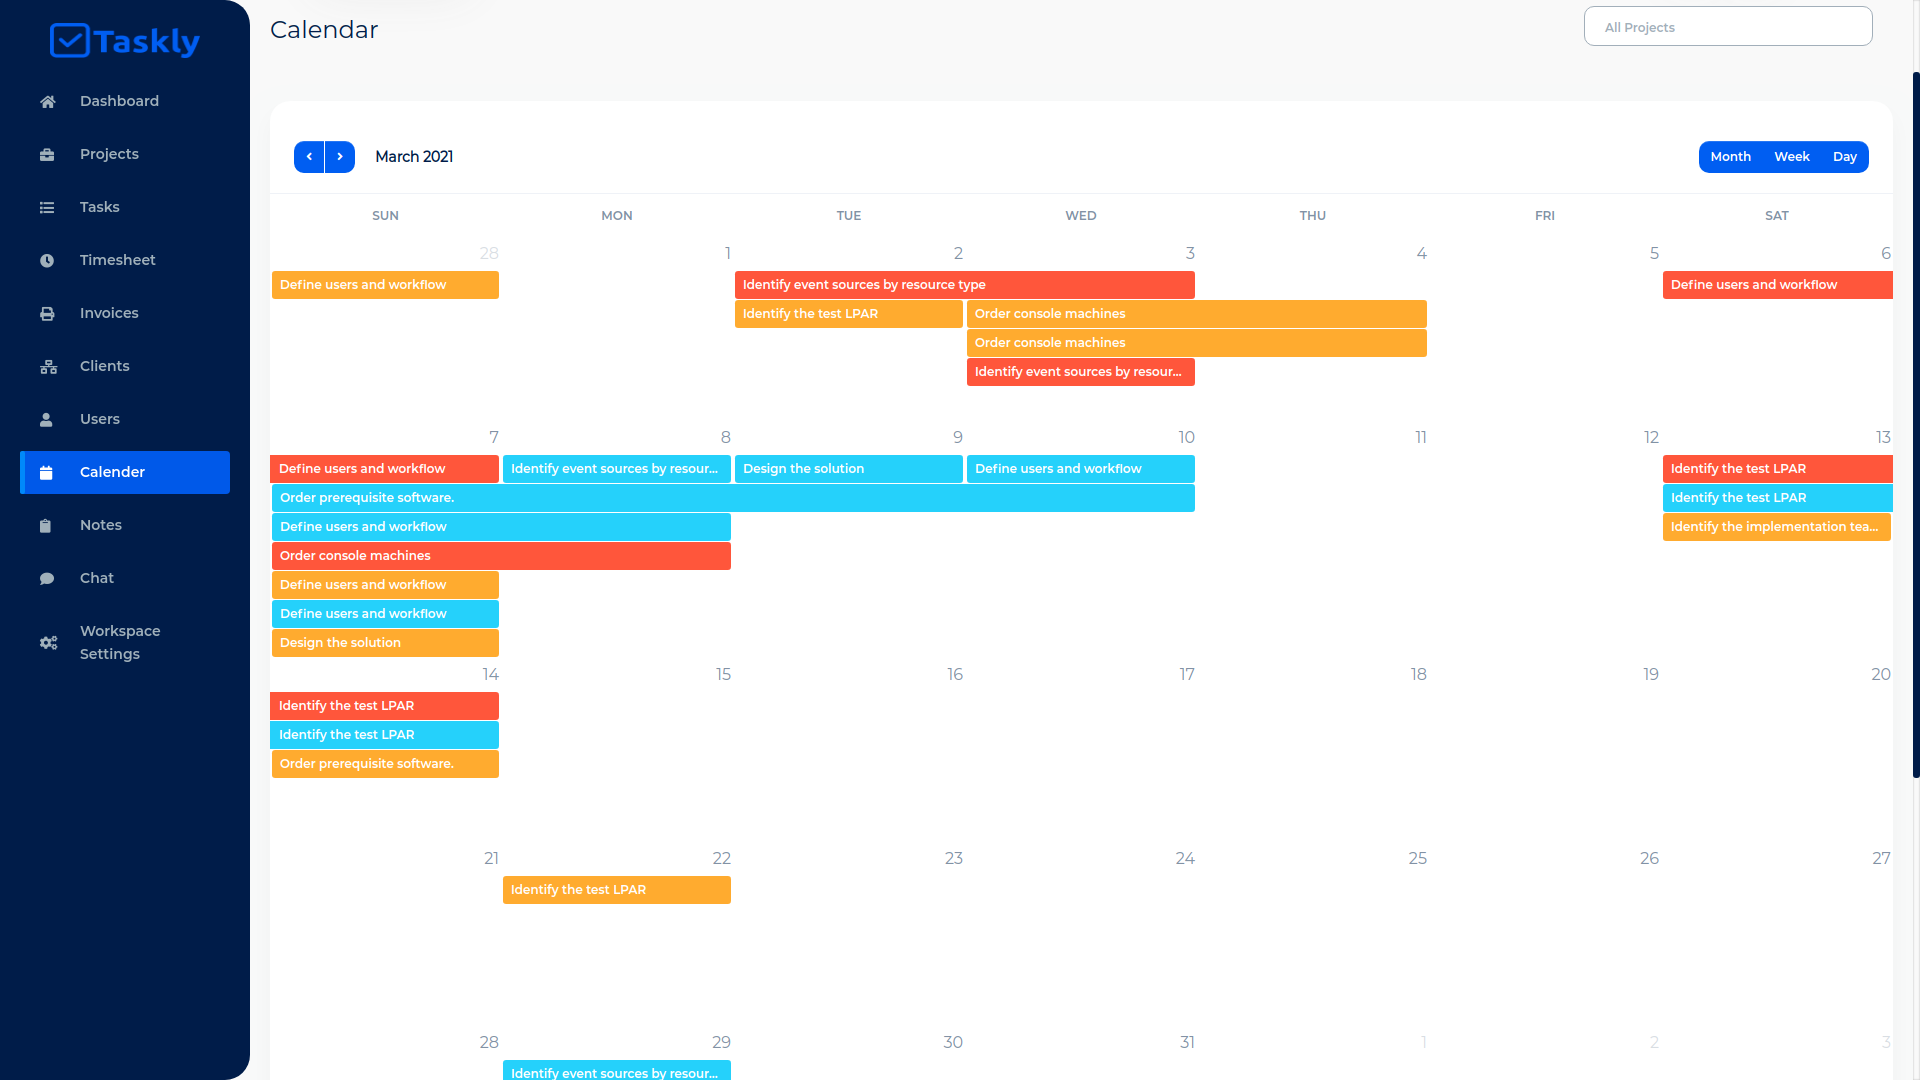 Taskly
Dashboard
Projects
Tasks
Timesheet
Invoices
Clients
Users
Calender
Notes
Chat
Workspace
Settings
Calendar
All Projects
March 2021
Month Week Day
SUN MON TUE WED THU FRI SAT
28 1 2 3 4 5 6
Define users and workflow Identify event sources by resource type Define users and workflow
Identify the test LPAR Order console machines
Order console machines
Identify event sources by resour...
7 8 9 10 11 12 13
Define users and workflow Identify event sources by resour... Design the solution Define users and workflow Identify the test LPAR
Order prerequisite software. Identify the test LPAR
Define users and workflow Identify the implementation tea...
Order console machines
Define users and workflow
Define users and workflow
Design the solution
14 15 16 17 18 19 20
Identify the test LPAR
Identify the test LPAR
Order prerequisite software.
21 22 23 24 25 26 27
Identify the test LPAR
28 29 30 31 1 2 3
Identify event sources by resour...